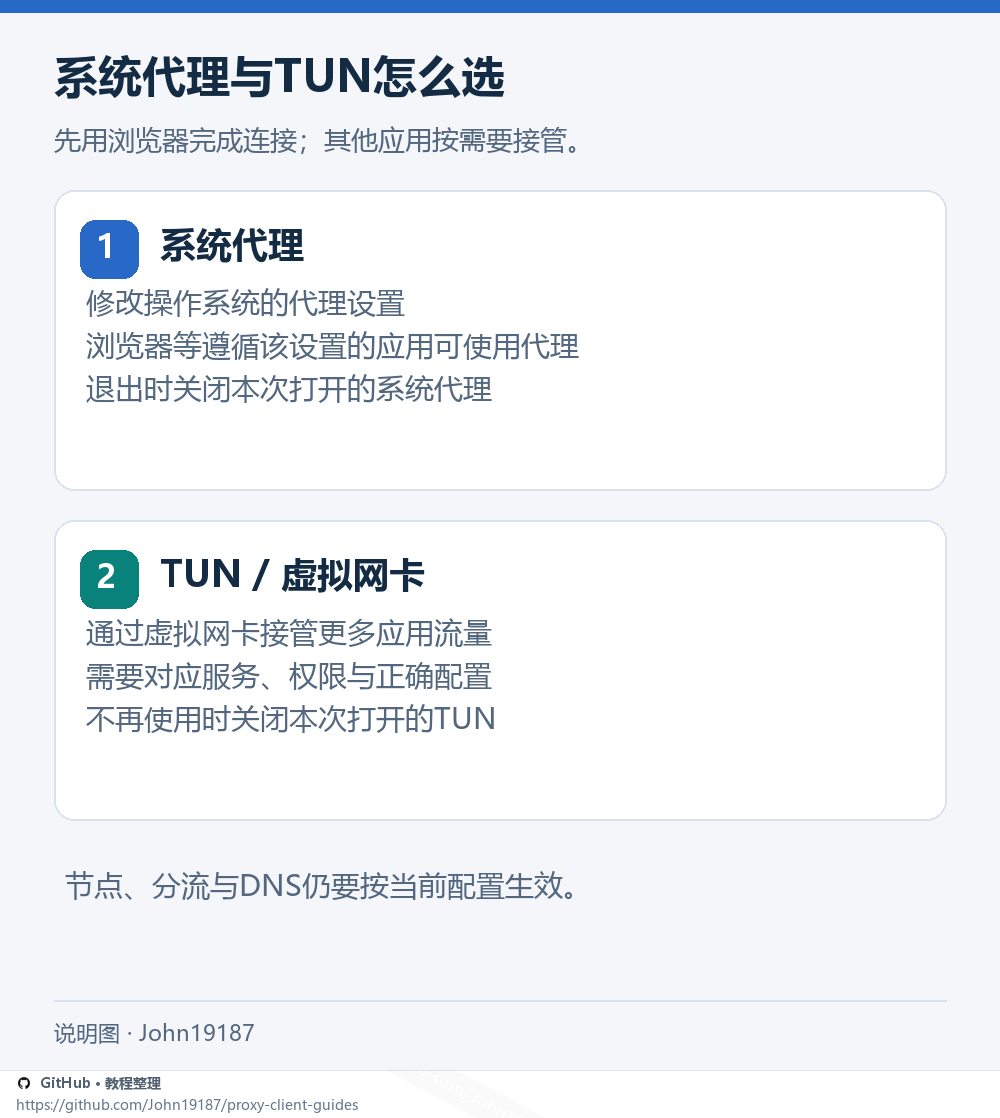 系统代理与TUN怎么选
先用浏览器完成连接；其他应用按需要接管。
1 系统代理
修改操作系统的代理设置
浏览器等遵循该设置的应用可使用代理
退出时关闭本次打开的系统代理
2 TUN / 虚拟网卡
通过虚拟网卡接管更多应用流量
需要对应服务、权限与正确配置
不再使用时关闭本次打开的TUN
节点、分流与DNS仍要按当前配置生效。
说明图 · John19187
GitHub • 教程整理
https://github.com/John19187/proxy-client-guides